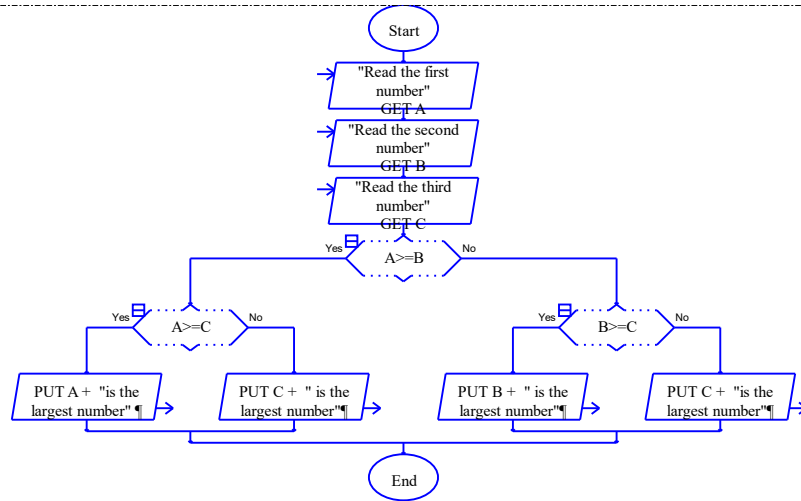 Start
"Read the first
number"
GET A
"Read the second
number"
GET B
"Read the third
number"
GET C
Yes
A>=B
No
Yes
A>=C
No
Yes
B>=C
No
PUT A + "is the
largest number" ¶
PUT C + " is the
largest number"¶
PUT B + " is the
largest number"¶
PUT C + "is the
largest number"¶
End